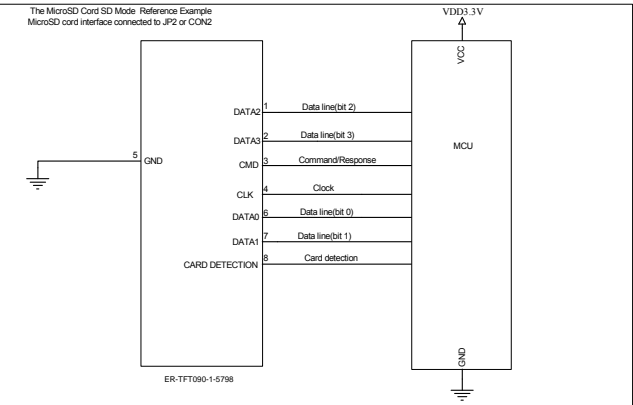 The MicroSD Cord SD Mode Reference Example
MicroSD cord interface connected to JP2 or CON2
VDD3.3V
VCC
DATA2 1 Data line(bit 2)
DATA3 2 Data line(bit 3)
MCU
5 GND
CMD 3 Command/Response
CLK 4 Clock
DATA0 6 Data line(bit 0)
DATA1 7 Data line(bit 1)
CARD DETECTION 8 Card detection
GND
ER-TFT090-1-5798